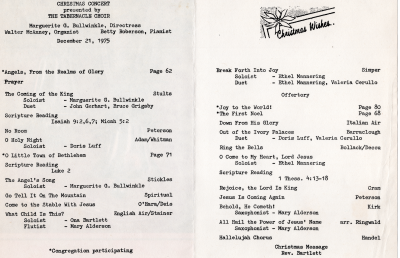 CHRISTMAS CONCERT
presented by
THE TABERNACLE CHOIR
Marguerite G. Bullwinkle, Directress
Walter McAnney, Organist Betty Roberson, Pianist
December 21, 1975
*Angels, From the Realms of Glory Page 62
Prayer
The Coming of the King Stults
Soloist - Marguerite G. Bullwinkle
Duet - John Gerhart, Bruce Grigsby
Scripture Reading
Isaiah 9:2,6,7; Micah 5:2
No Room Peterson
O Holy Night Adam/Whitman
Soloist - Doris Luff
*O Little Town of Bethlehem Page 71
Scripture Reading
Luke 2
The Angel's Song Stickles
Soloist - Marguerite G. Bullwinkle
Go Tell It On The Mountain Spiritual
Come to the Stable With Jesus O'Hara/Deis
What Child Is This? English Air/Stainer
Soloist - Ona Bartlett
Flutist - Mary Alderson
*Congregation participating
Christmas Wishes
Break Forth Into Joy Simper
Soloist - Ethel Mannering
Duet - Ethel Mannering, Valeria Cerullo
Offertory
*Joy to the World! Page 80
*The First Noel Page 68
Down From His Glory Italian Air
Out of the Ivory Palaces Barraclough
Duet - Doris Luff, Valeria Cerullo
Ring the Bells Bollack/Decou
O Come to My Heart, Lord Jesus
Soloist - Ethel Mannering
Scripture Reading
1 Thess. 4:13-18
Rejoice, the Lord Is King Cram
Jesus Is Coming Again Peterson
Behold, He Cometh! Kirk
Saxophonist - Mary Alderson
All Hail the Power of Jesus' Name arr. Ringwald
Saxophonist - Mary Alderson
Hallelujah Chorus Handel
Christmas Message
Rev. Bartlett